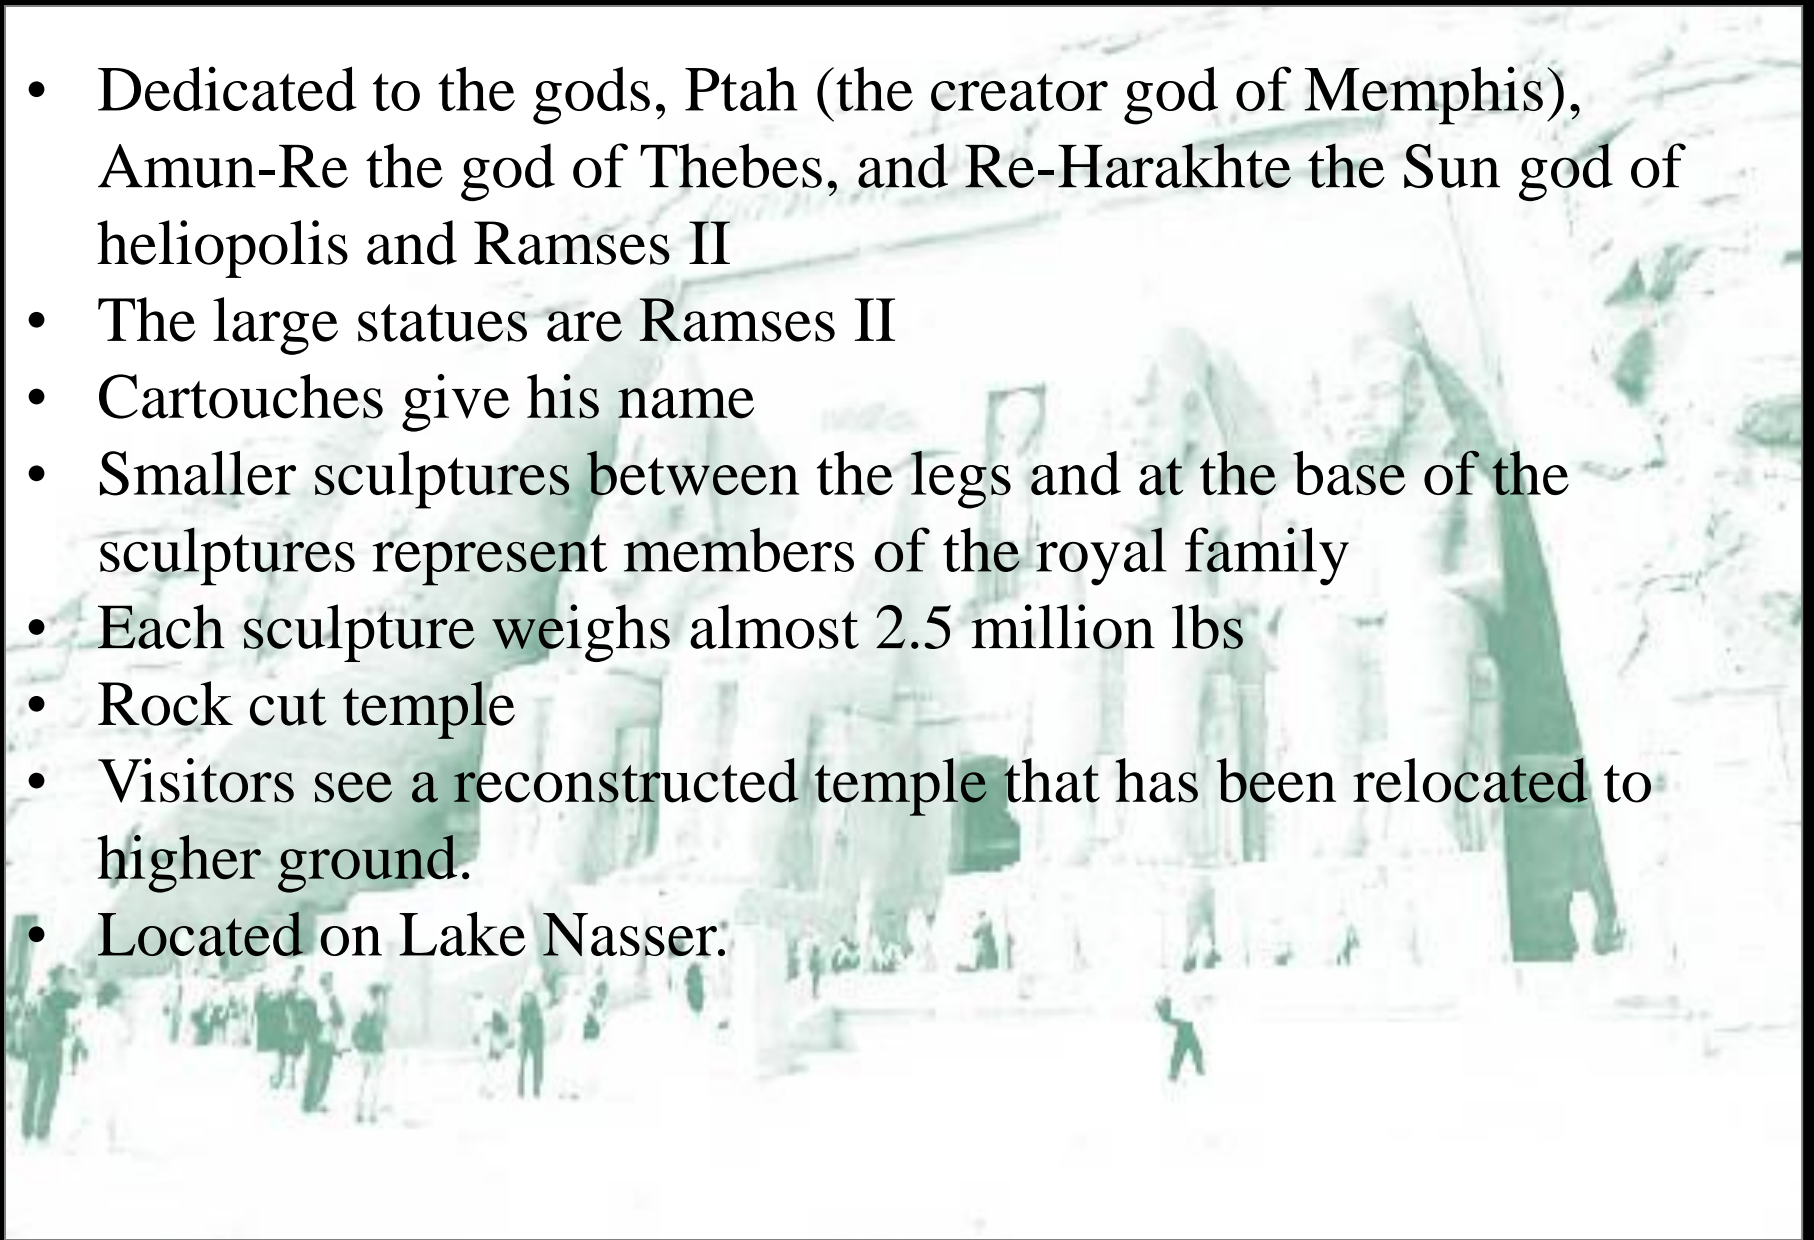 • Dedicated to the gods, Ptah (the creator god of Memphis),
Amun-Re the god of Thebes, and Re-Harakhte the Sun god of
heliopolis and Ramses II
• The large statues are Ramses II
• Cartouches give his name
• Smaller sculptures between the legs and at the base of the
sculptures represent members of the royal family
• Each sculpture weighs almost 2.5 million lbs
• Rock cut temple
• Visitors see a reconstructed temple that has been relocated to
higher ground.
• Located on Lake Nasser.